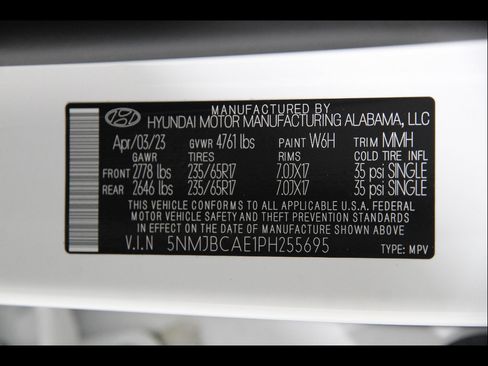 MANUFACTURED BY
HYUNDAI MOTOR MANUFACTURING ALABAMA, LLC
Apr/03/23 GVWR 4761 lbs PAINT W6H TRIM MMH
GAWR TIRES RIMS COLD TIRE INFL
FRONT 2778 lbs 235/65R17 7.0JX17 35 psi SINGLE
REAR 2646 lbs 235/65R17 7.0JX17 35 psi SINGLE
THIS VEHICLE CONFORMS TO ALL APPLICABLE U.S.A FEDERAL
MOTOR VEHICLE SAFETY AND THEFT PREVENTION STANDARDS
IN EFFECT ON THE DATE OF MANUFACTURE SHOWN ABOVE
V.I.N 5NMJBCAE1PH255695 TYPE: MPV